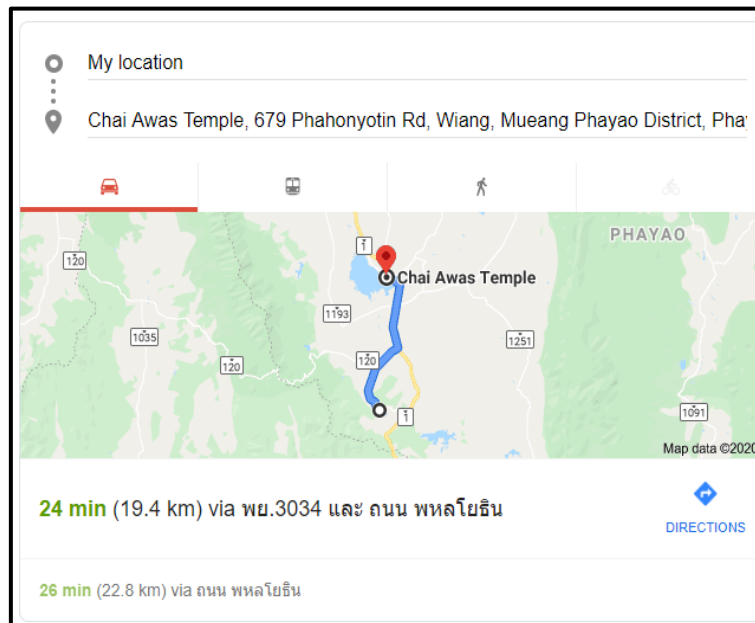 My location
Chai Awas Temple, 679 Phahonyotin Rd, Wiang, Mueang Phayao District, Phay
1
PHAYAO
120
Chai Awas Temple
1193
1035
1251
120
120
1
1091
Map data ©2020
24 min (19.4 km) via พย.3034 และ ถนน พหลโยธิน
DIRECTIONS
26 min (22.8 km) via ถนน พหลโยธิน